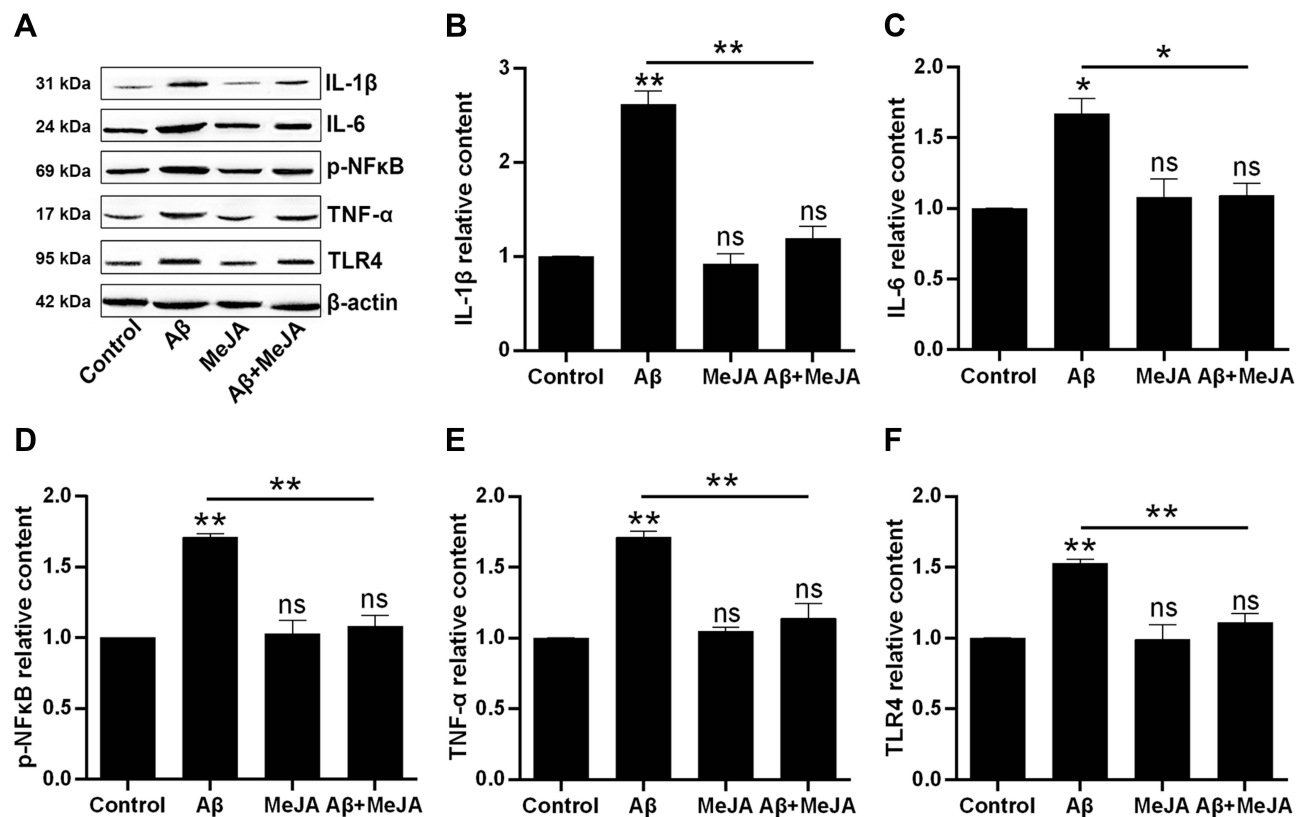 A
31 kDa IL-1β
24 kDa IL-6
69 kDa p-NFκB
17 kDa TNF-α
95 kDa TLR4
42 kDa β-actin
Control Aβ MeJA Aβ+MeJA
B
IL-1β relative content
3
2
1
0
**
**
ns
ns
Control Aβ MeJA Aβ+MeJA
C
IL-6 relative content
2.0
1.5
1.0
0.5
0.0
*
*
ns
ns
Control Aβ MeJA Aβ+MeJA
D
p-NFκB relative content
2.0
1.5
1.0
0.5
0.0
**
**
ns
ns
Control Aβ MeJA Aβ+MeJA
E
TNF-α relative content
2.0
1.5
1.0
0.5
0.0
**
**
ns
ns
Control Aβ MeJA Aβ+MeJA
F
TLR4 relative content
2.0
1.5
1.0
0.5
0.0
**
**
ns
ns
Control Aβ MeJA Aβ+MeJA